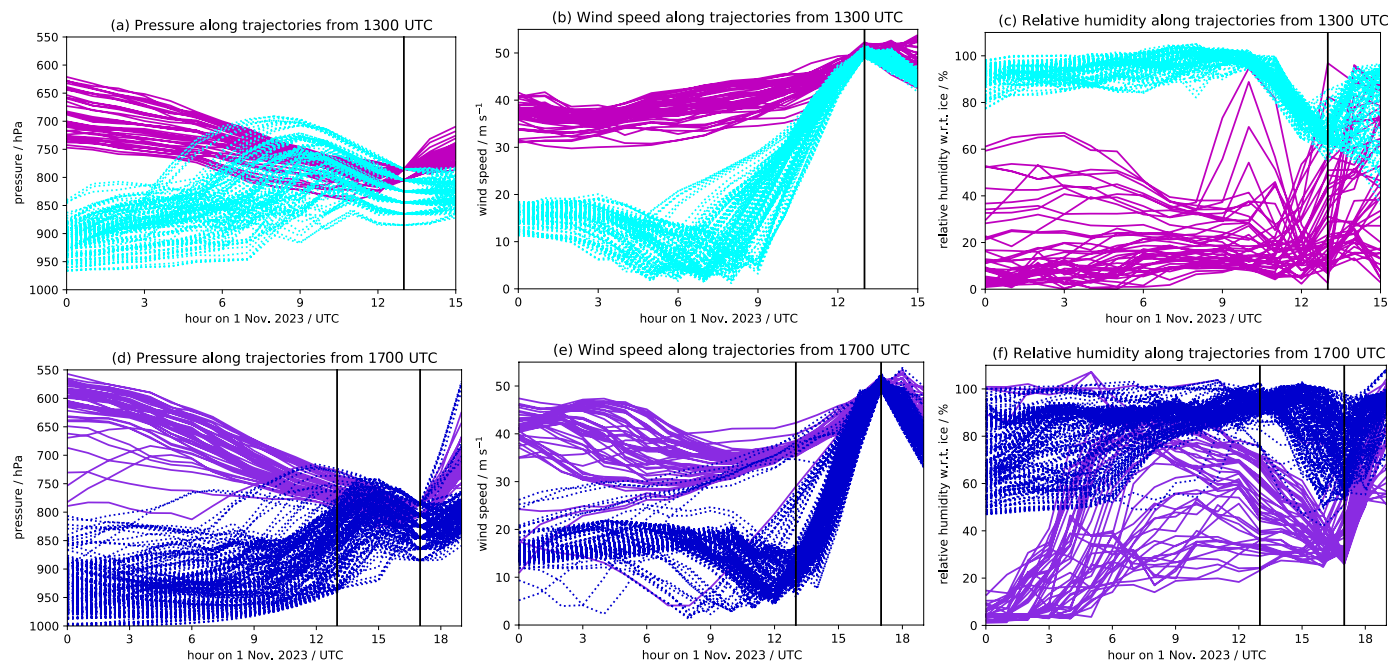 (a) Pressure along trajectories from 1300 UTC
(b) Wind speed along trajectories from 1300 UTC
(c) Relative humidity along trajectories from 1300 UTC
pressure / hPa
550
600
650
700
750
800
850
900
950
1000
0 3 6 9 12 15
hour on 1 Nov. 2023 / UTC
wind speed / m s⁻¹
50
40
30
20
10
0
0 3 6 9 12 15
hour on 1 Nov. 2023 / UTC
relative humidity w.r.t. ice / %
100
80
60
40
20
0
0 3 6 9 12 15
hour on 1 Nov. 2023 / UTC
(d) Pressure along trajectories from 1700 UTC
(e) Wind speed along trajectories from 1700 UTC
(f) Relative humidity along trajectories from 1700 UTC
pressure / hPa
550
600
650
700
750
800
850
900
950
1000
0 3 6 9 12 15 18
hour on 1 Nov. 2023 / UTC
wind speed / m s⁻¹
50
40
30
20
10
0
0 3 6 9 12 15 18
hour on 1 Nov. 2023 / UTC
relative humidity w.r.t. ice / %
100
80
60
40
20
0
0 3 6 9 12 15 18
hour on 1 Nov. 2023 / UTC